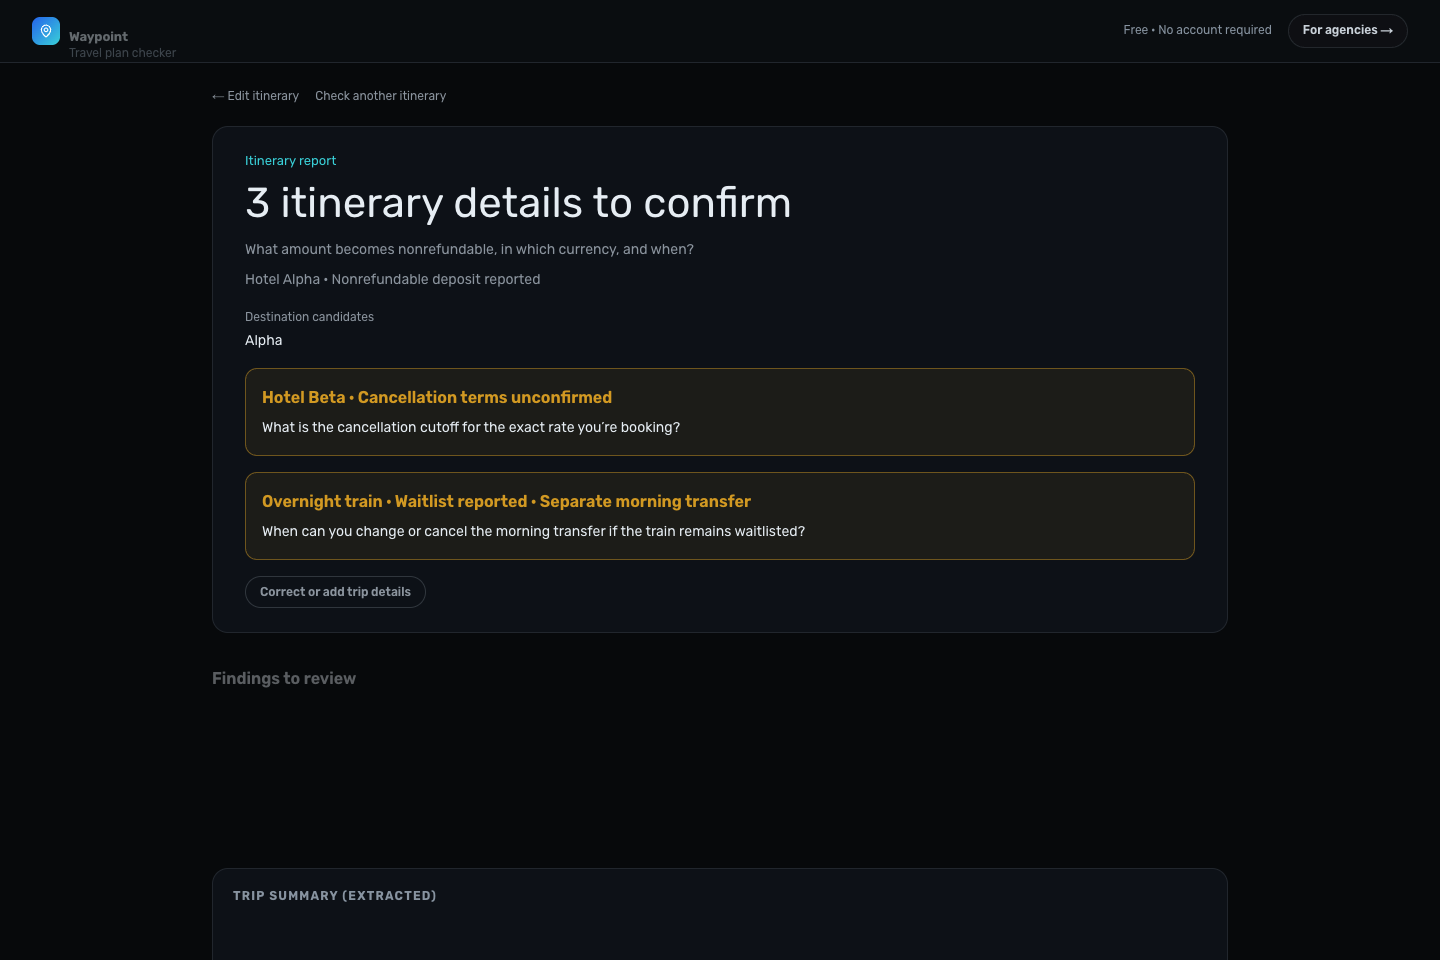 Waypoint
Travel plan checker
Free • No account required
For agencies →
← Edit itinerary
Check another itinerary
Itinerary report
3 itinerary details to confirm
What amount becomes nonrefundable, in which currency, and when?
Hotel Alpha • Nonrefundable deposit reported
Destination candidates
Alpha
Hotel Beta • Cancellation terms unconfirmed
What is the cancellation cutoff for the exact rate you’re booking?
Overnight train • Waitlist reported • Separate morning transfer
When can you change or cancel the morning transfer if the train remains waitlisted?
Correct or add trip details
Findings to review
TRIP SUMMARY (EXTRACTED)